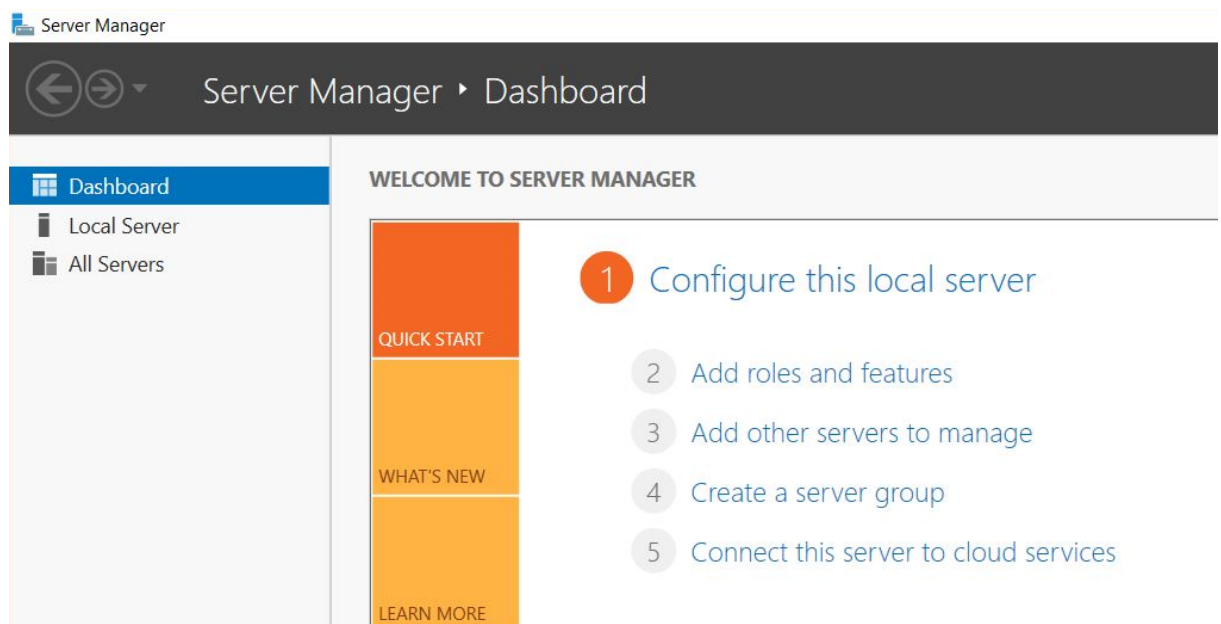 Server Manager
Server Manager ‣ Dashboard
Dashboard
Local Server
All Servers
WELCOME TO SERVER MANAGER
QUICK START
WHAT'S NEW
LEARN MORE
1 Configure this local server
2 Add roles and features
3 Add other servers to manage
4 Create a server group
5 Connect this server to cloud services